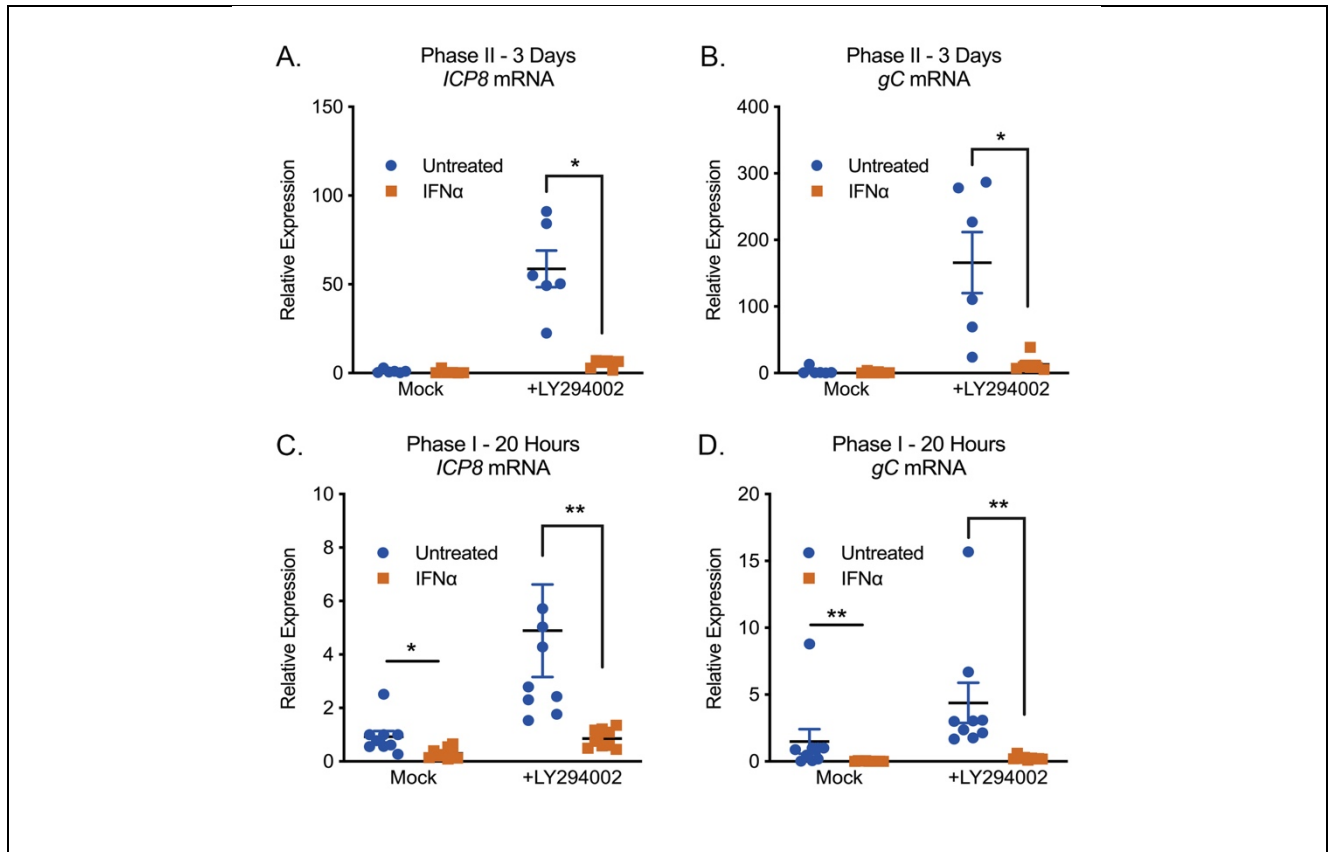 A.
Phase II - 3 Days
ICP8 mRNA
150
100
50
0
Relative Expression
Untreated
IFNα
*
Mock
+LY294002
B.
Phase II - 3 Days
gC mRNA
400
300
200
100
0
Relative Expression
Untreated
IFNα
*
Mock
+LY294002
C.
Phase I - 20 Hours
ICP8 mRNA
10
8
6
4
2
0
Relative Expression
Untreated
IFNα
*
**
Mock
+LY294002
D.
Phase I - 20 Hours
gC mRNA
20
15
10
5
0
Relative Expression
Untreated
IFNα
**
**
Mock
+LY294002